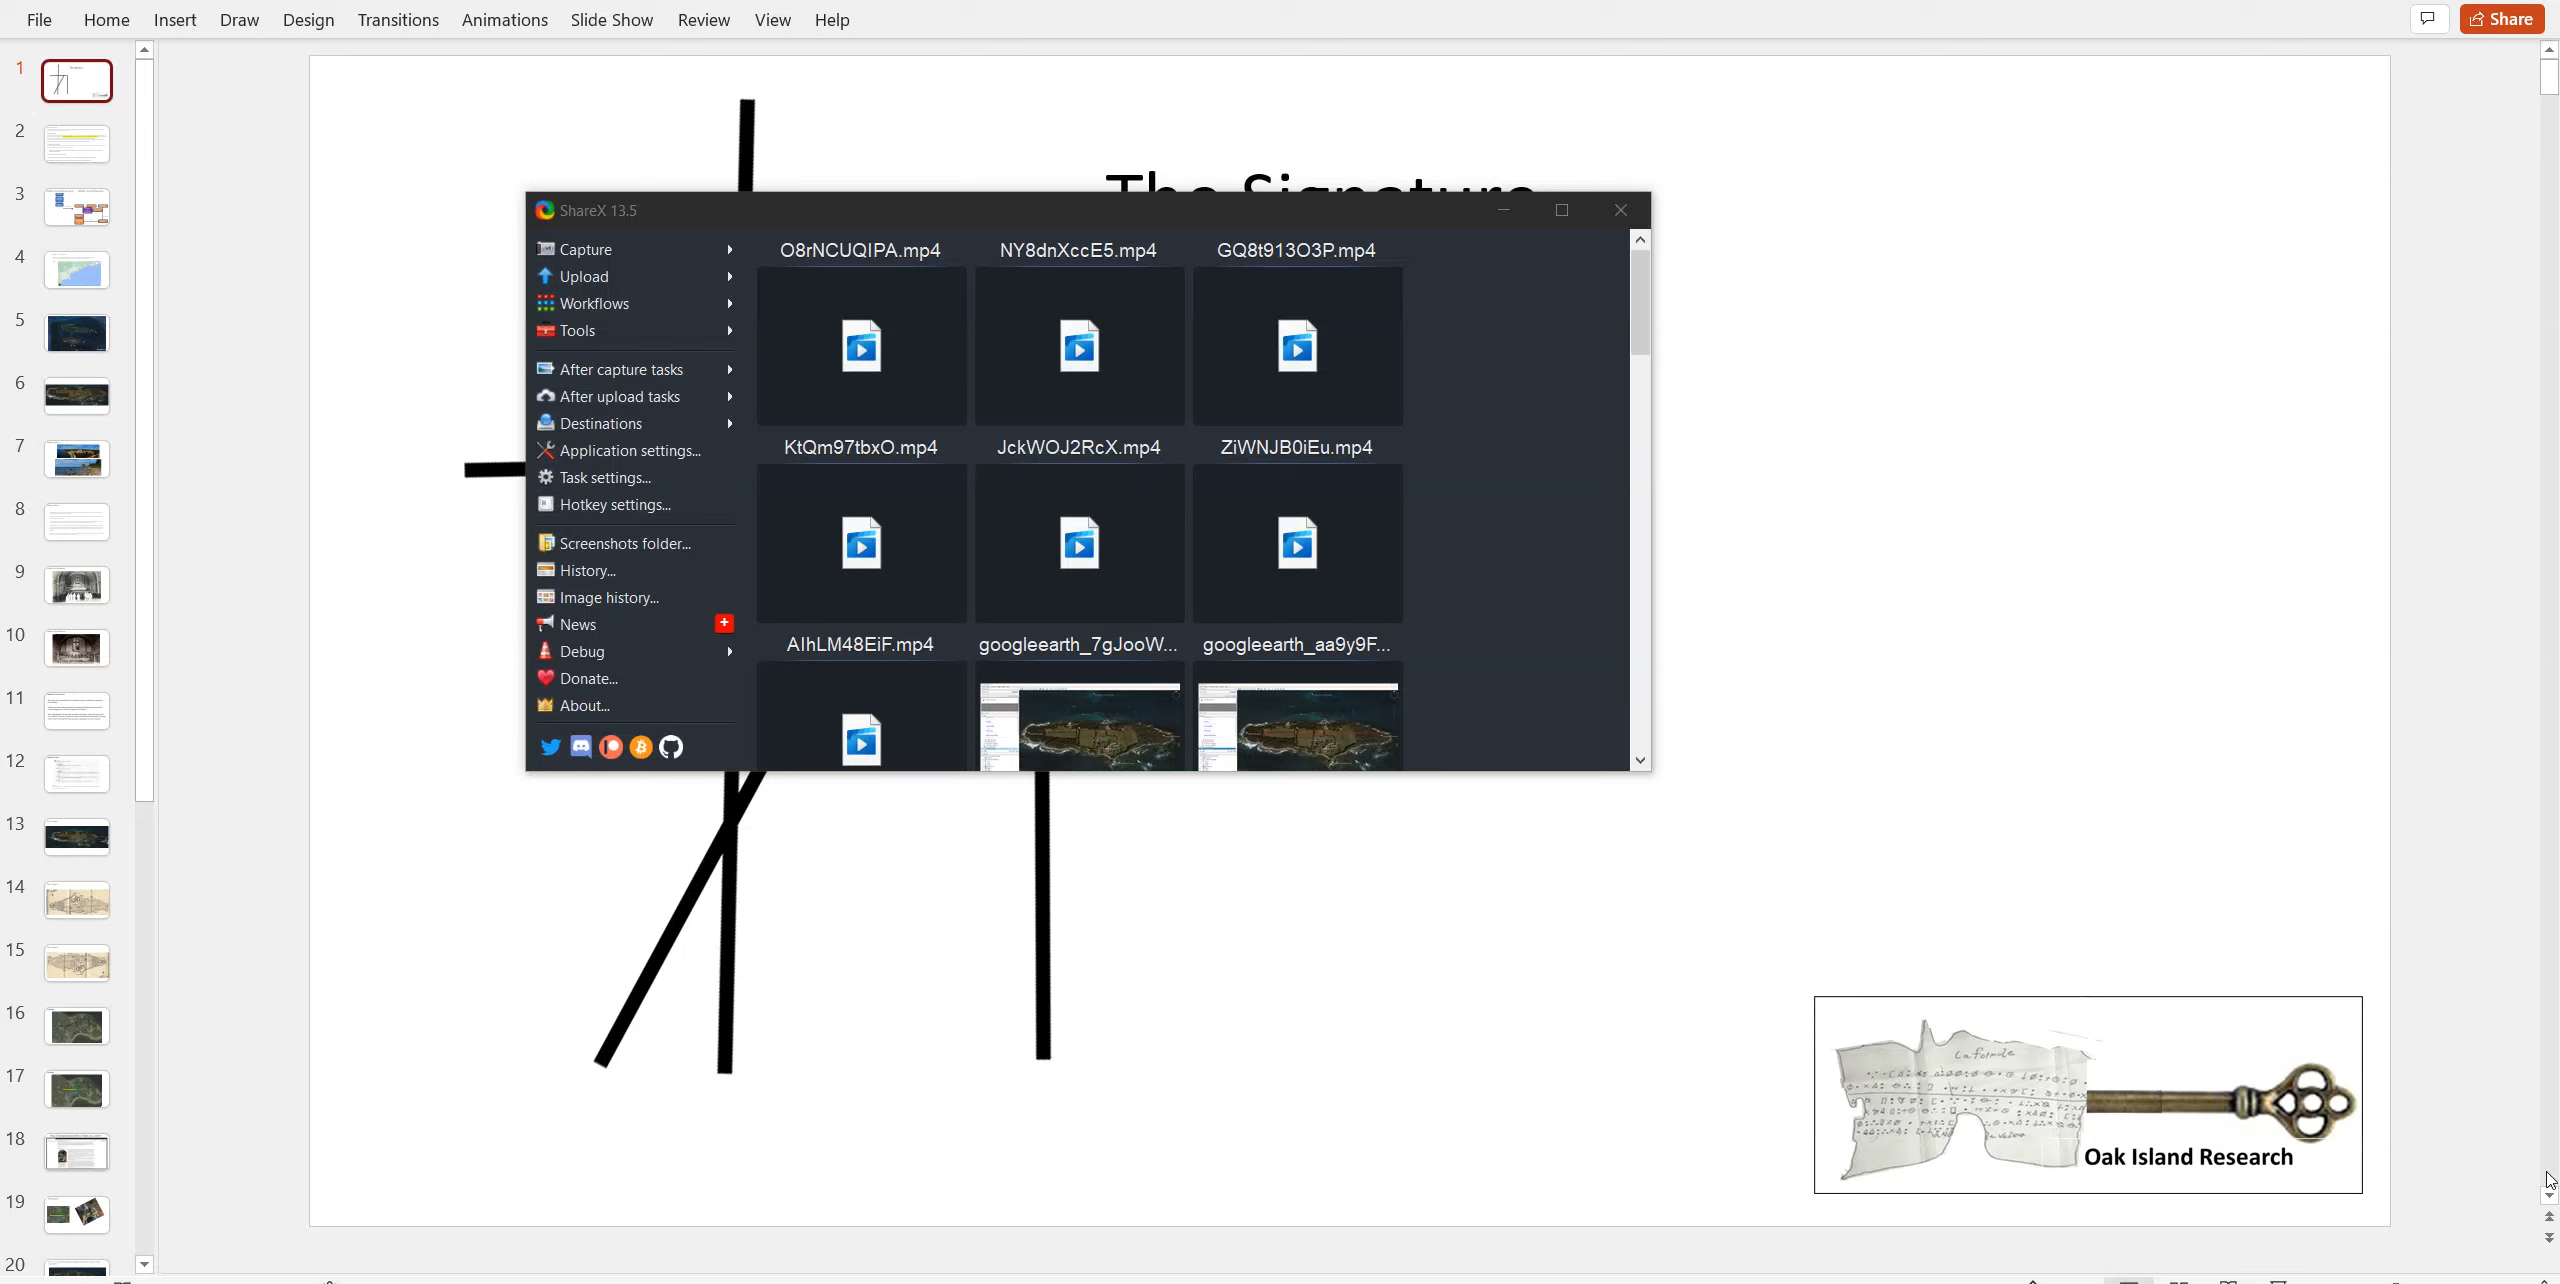 File Home Insert Draw Design Transitions Animations Slide Show Review View Help
Share
1
2
3
4
5
6
7
8
9
10
11
12
13
14
15
16
17
18
19
20
The Signature
ShareX 13.5
Capture
Upload
Workflows
Tools
After capture tasks
After upload tasks
Destinations
Application settings...
Task settings...
Hotkey settings...
Screenshots folder...
History...
Image history...
News
Debug
Donate...
About...
O8rNCUQIPA.mp4 NY8dnXccE5.mp4 GQ8t913O3P.mp4
KtQm97tbxO.mp4 JckWOJ2RcX.mp4 ZiWNJB0iEu.mp4
AIhLM48EiF.mp4 googleearth_7gJooW... googleearth_aa9y9F...
La formule
Oak Island Research